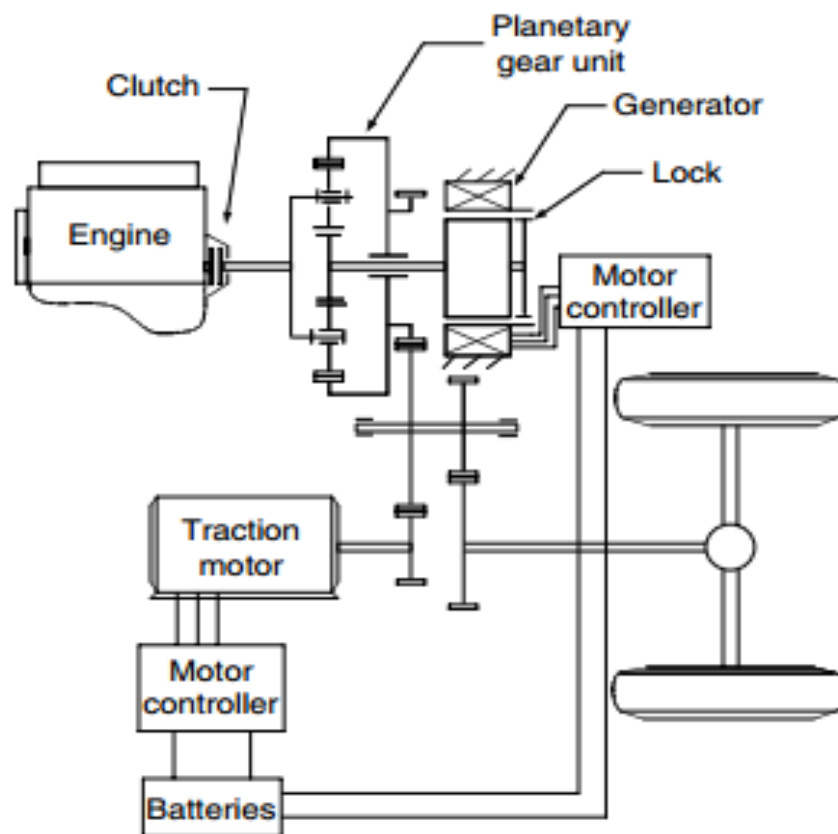 Planetary
gear unit
Clutch
Generator
Lock
Engine
Motor
controller
Traction
motor
Motor
controller
Batteries